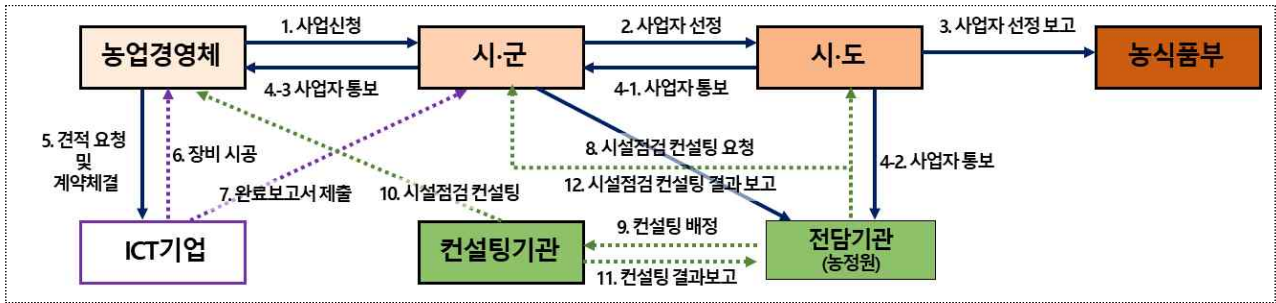 1. 사업신청
2. 사업자 선정
3. 사업자 선정 보고
농업경영체
시·군
시·도
농식품부
4.-3 사업자 통보
4-1. 사업자 통보
5. 견적 요청
및
계약체결
6. 장비 시공
8. 시설점검 컨설팅 요청
4-2. 사업자 통보
7. 완료보고서 제출
10. 시설점검 컨설팅
12. 시설점검 컨설팅 결과 보고
ICT기업
컨설팅기관
9. 컨설팅 배정
11. 컨설팅 결과보고
전담기관
(농정원)